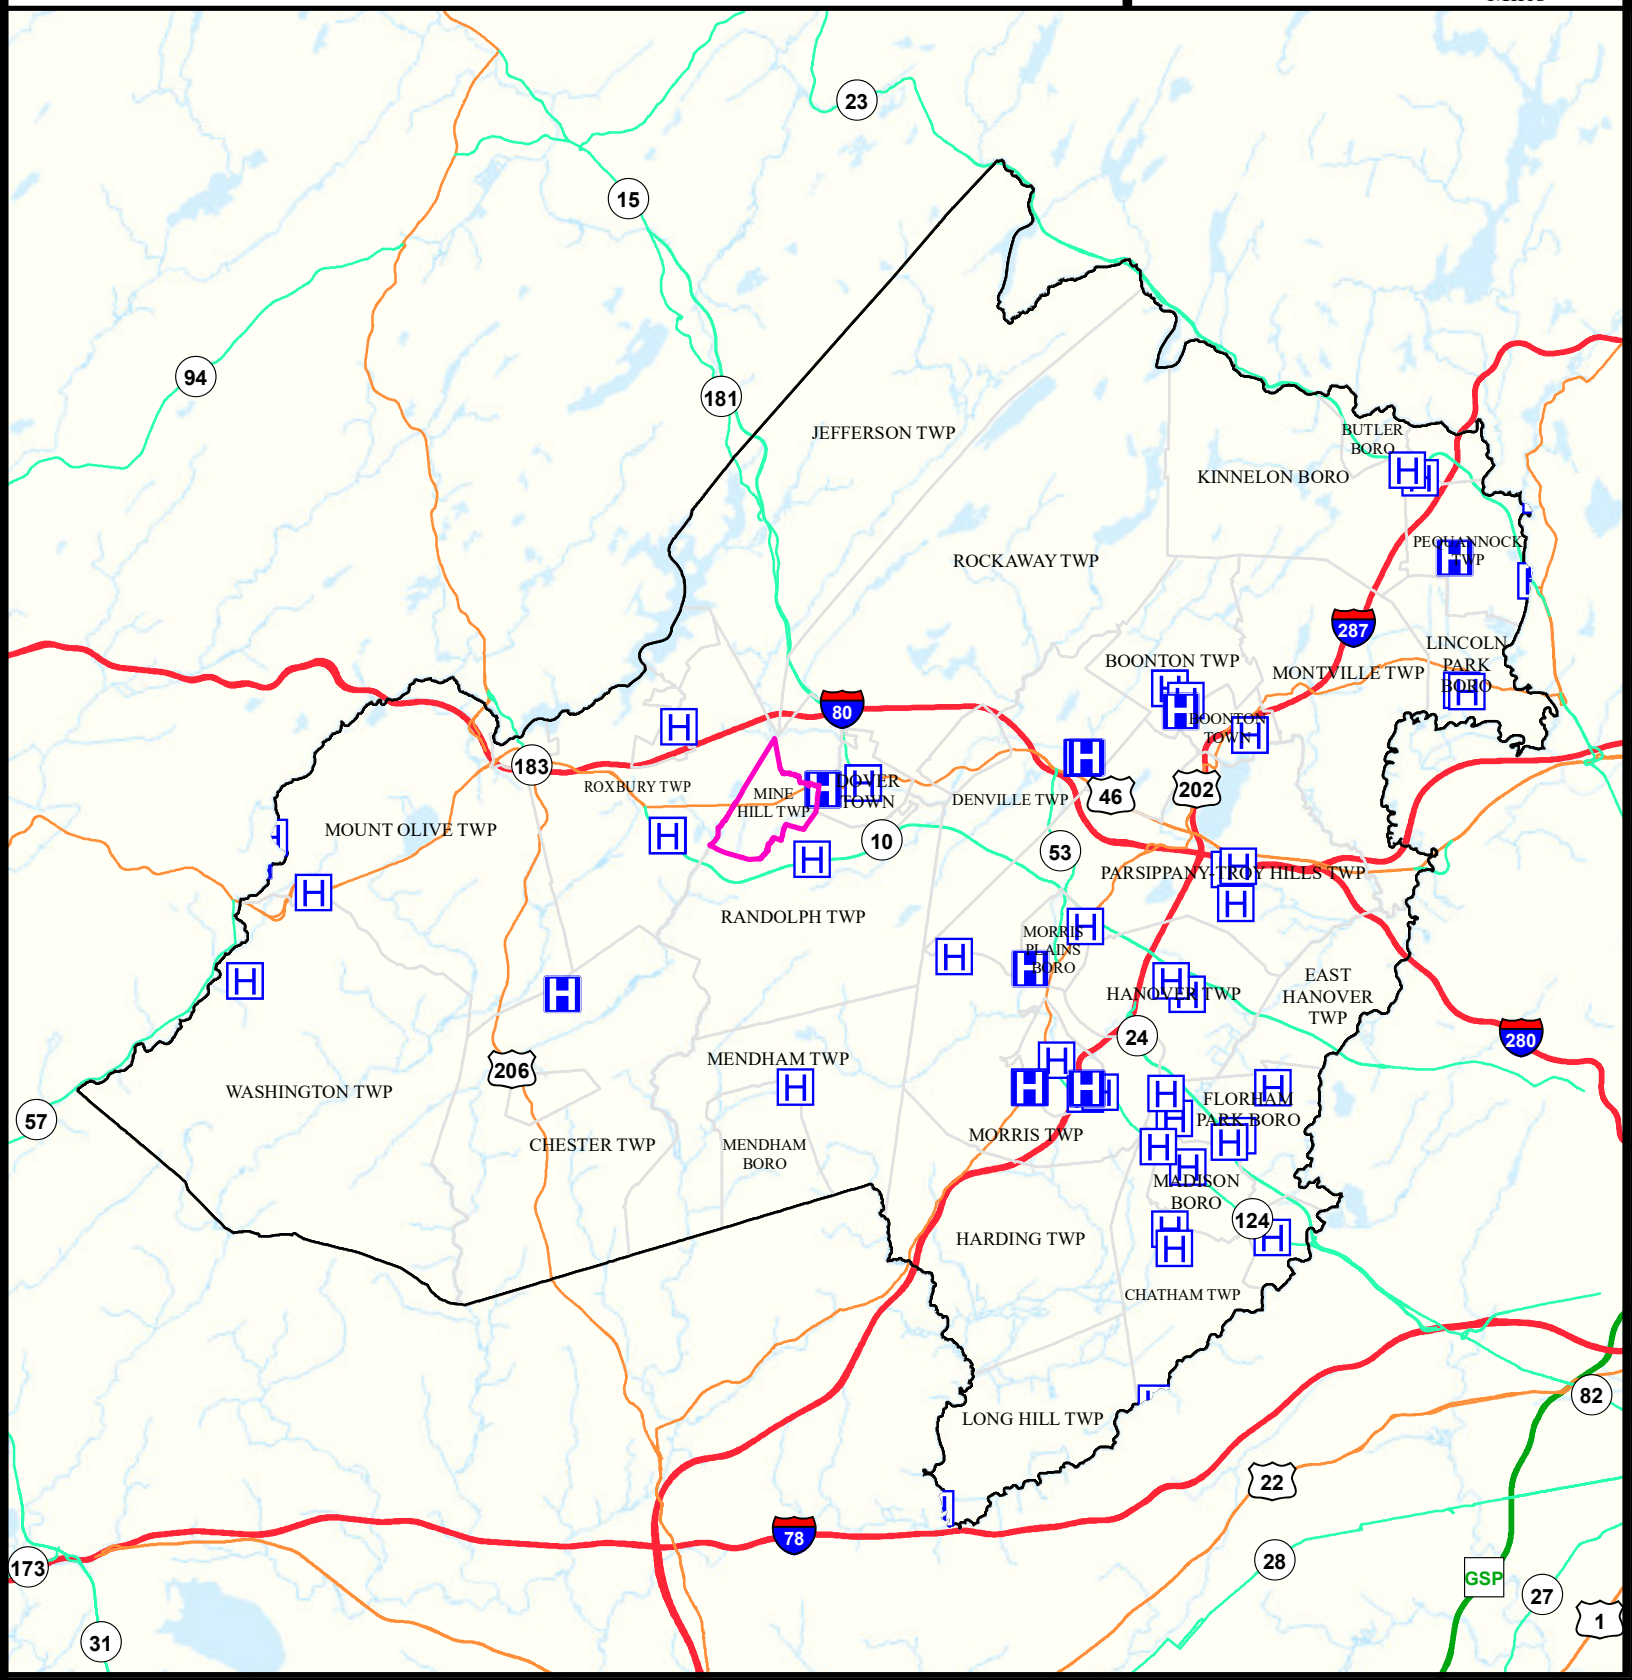 23
15
94
181
JEFFERSON TWP
BUTLER
BORO
KINNELON BORO
H
H
PEQUANNOCK
TWP
H
ROCKAWAY TWP
287
LINCOLN
PARK
BORO
H
BOONTON TWP
MONTVILLE TWP
H
H
H
BOONTON
TOWN
H
80
H
183
ROXBURY TWP
MINE
HILL TWP
H
DOVER
TOWN
H
DENVILLE TWP
H
46
202
MOUNT OLIVE TWP
H
H
10
53
PARSIPPANY-TROY HILLS TWP
H
H
H
RANDOLPH TWP
H
MORRIS
PLAINS
BORO
H
H
H
H
HANOVER TWP
H
H
EAST
HANOVER
TWP
24
280
206
MENDHAM TWP
H
H
H
H
WASHINGTON TWP
57
H
H
FLORHAM
PARK BORO
H
H
CHESTER TWP
MENDHAM
BORO
MORRIS TWP
H
H
MADISON
BORO
124
H
HARDING TWP
H
H
CHATHAM TWP
LONG HILL TWP
82
22
78
28
173
GSP
27
1
31